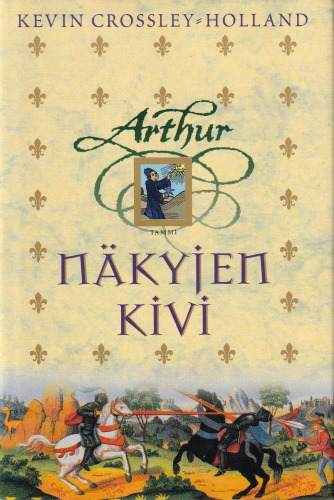 KEVIN CROSSLEY-HOLLAND
Arthur
TAMMI
NÄKYJEN
KIVI